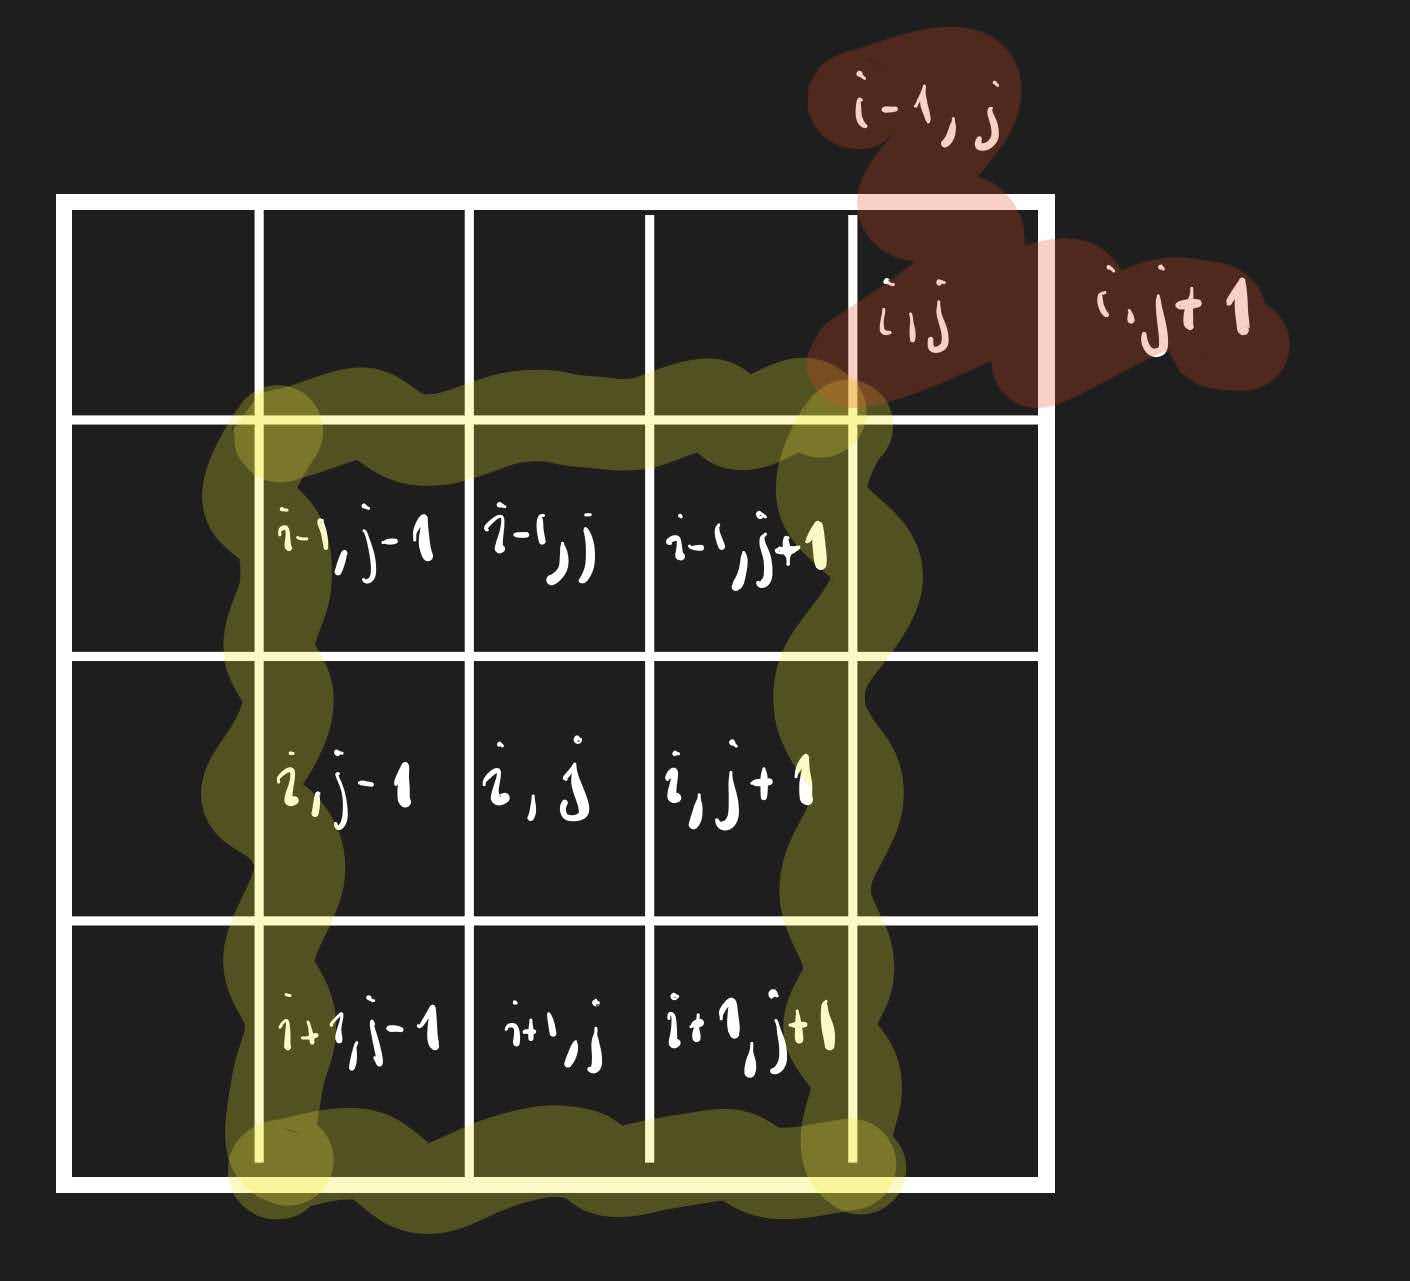 i-1, j
i, j
i, j+1
i-1, j-1
i-1, j
i-1, j+1
i, j-1
i, j
i, j+1
i+1, j-1
i+1, j
i+1, j+1